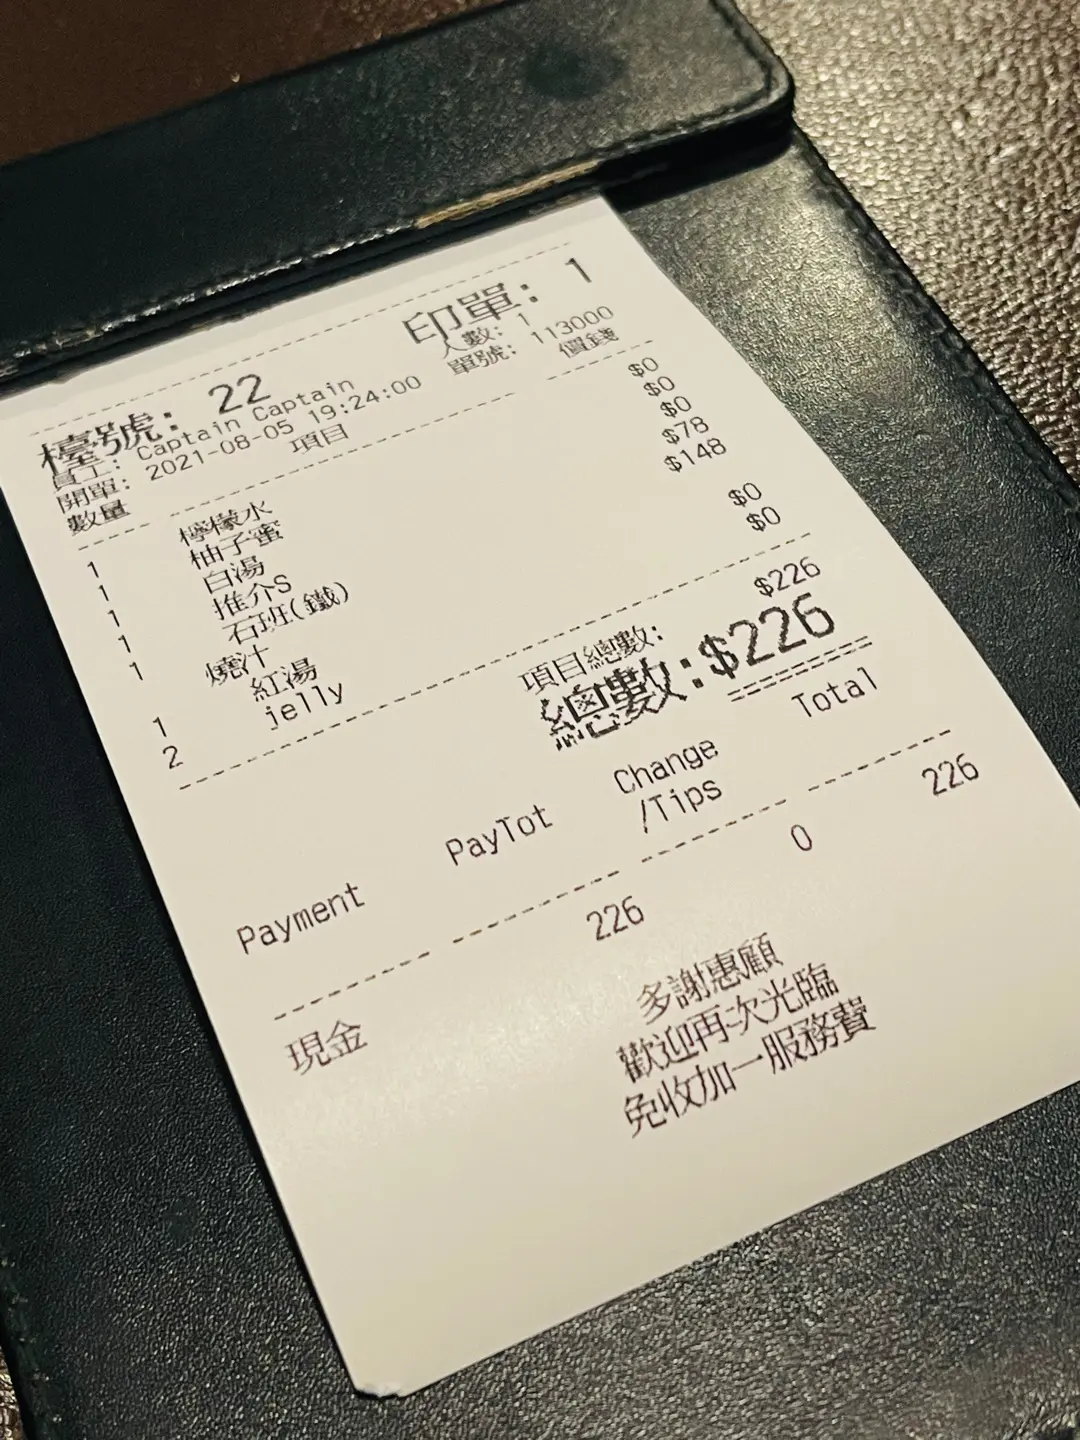 檯號: 22 印單: 1
員工: Captain Captain 人數: 1
開單: 2021-08-05 19:24:00 單號: 113000
數量 項目 價錢
1 檸檬水 $0
1 柚子蜜 $0
1 白湯 $0
1 推介S $78
1 石班(鐵) $148
燒汁
1 紅湯 $0
2 jelly $0
項目總數: $226
總數:$226
Payment PayTot Change/Tips Total
現金 226 0 226
多謝惠顧
歡迎再次光臨
免收加一服務費